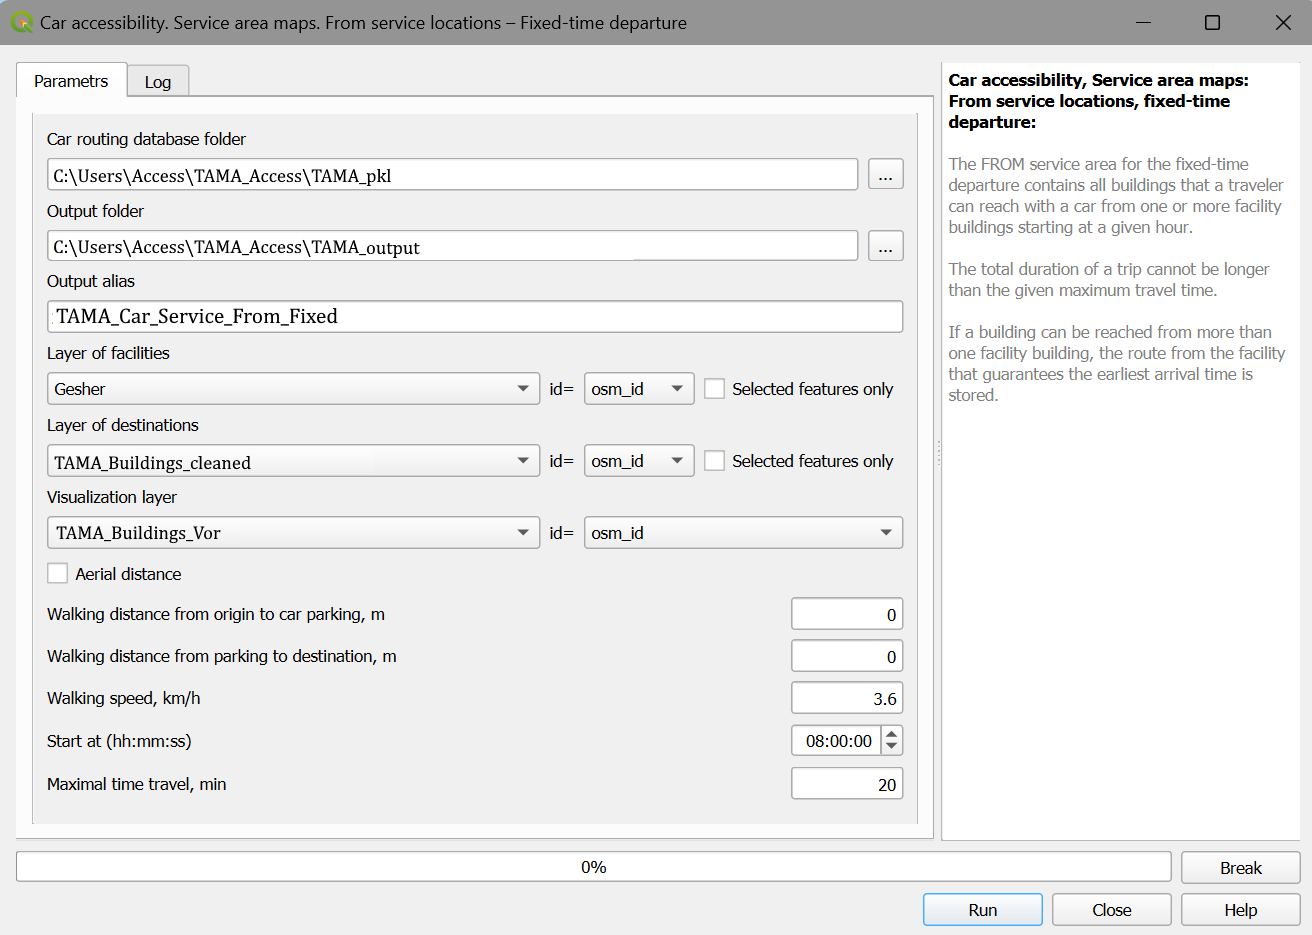 Car accessibility. Service area maps. From service locations – Fixed-time departure
Parametrs
Log
Car routing database folder
C:\Users\Access\TAMA_Access\TAMA_pkl
...
Output folder
C:\Users\Access\TAMA_Access\TAMA_output
...
Output alias
TAMA_Car_Service_From_Fixed
Layer of facilities
Gesher id= osm_id Selected features only
Layer of destinations
TAMA_Buildings_cleaned id= osm_id Selected features only
Visualization layer
TAMA_Buildings_Vor id= osm_id
Aerial distance
Walking distance from origin to car parking, m 0
Walking distance from parking to destination, m 0
Walking speed, km/h 3.6
Start at (hh:mm:ss) 08:00:00
Maximal time travel, min 20
Car accessibility, Service area maps:
From service locations, fixed-time
departure:
The FROM service area for the fixed-time
departure contains all buildings that a traveler
can reach with a car from one or more facility
buildings starting at a given hour.
The total duration of a trip cannot be longer
than the given maximum travel time.
If a building can be reached from more than
one facility building, the route from the facility
that guarantees the earliest arrival time is
stored.
0%
Break
Run
Close
Help